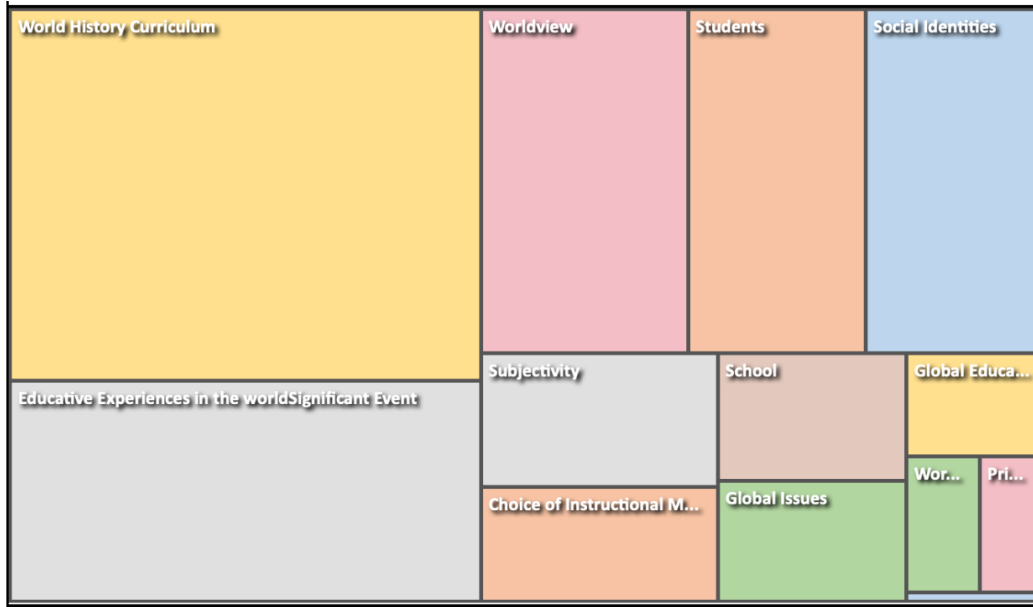 World History Curriculum
Worldview
Students
Social Identities
Educative Experiences in the worldSignificant Event
Subjectivity
School
Global Educa...
Choice of Instructional M...
Global Issues
Wor...
Pri...